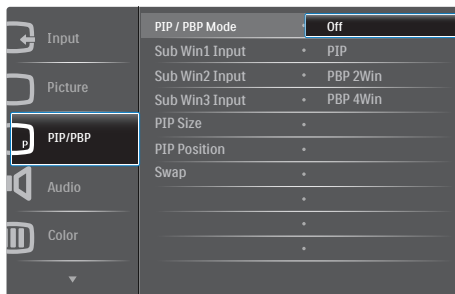 Input
Picture
P
PIP/PBP
Audio
Color
PIP / PBP Mode • Off
Sub Win1 Input • PIP
Sub Win2 Input • PBP 2Win
Sub Win3 Input • PBP 4Win
PIP Size •
PIP Position •
Swap •
•
•
•